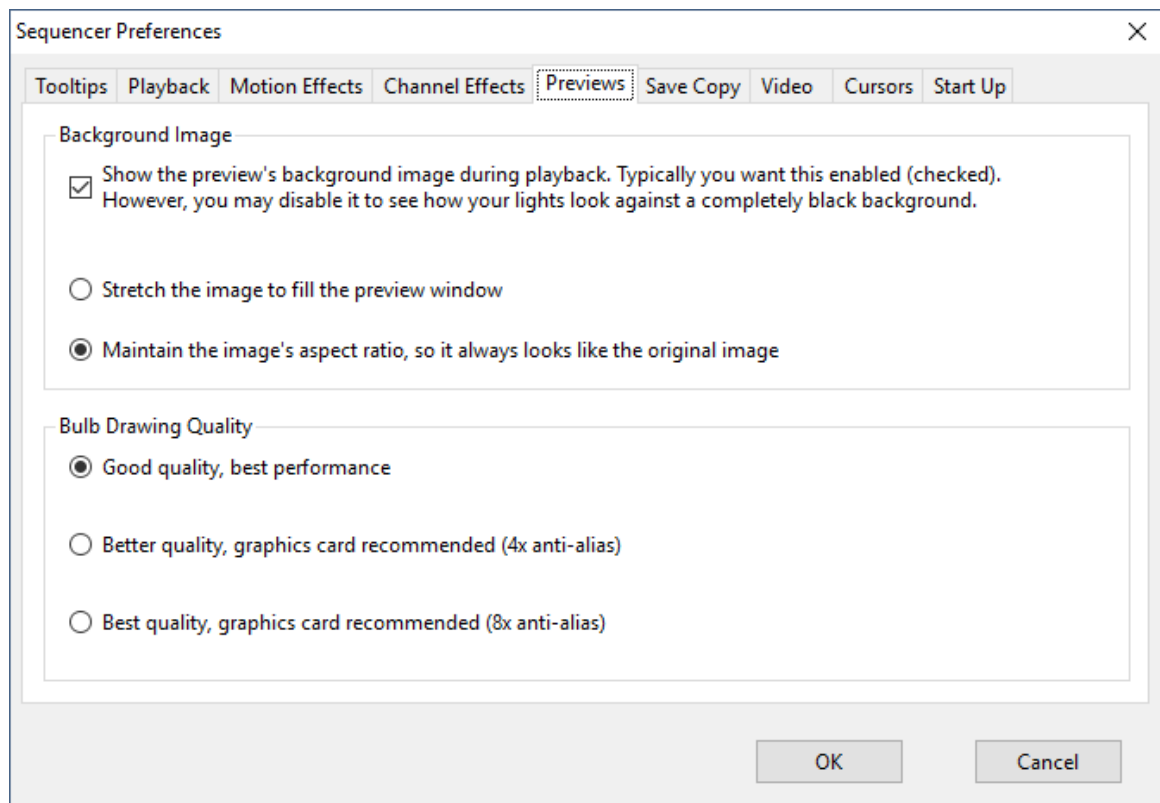 Sequencer Preferences
Tooltips Playback Motion Effects Channel Effects Previews Save Copy Video Cursors Start Up
Background Image
Show the preview's background image during playback. Typically you want this enabled (checked).
However, you may disable it to see how your lights look against a completely black background.
Stretch the image to fill the preview window
Maintain the image's aspect ratio, so it always looks like the original image
Bulb Drawing Quality
Good quality, best performance
Better quality, graphics card recommended (4x anti-alias)
Best quality, graphics card recommended (8x anti-alias)
OK Cancel